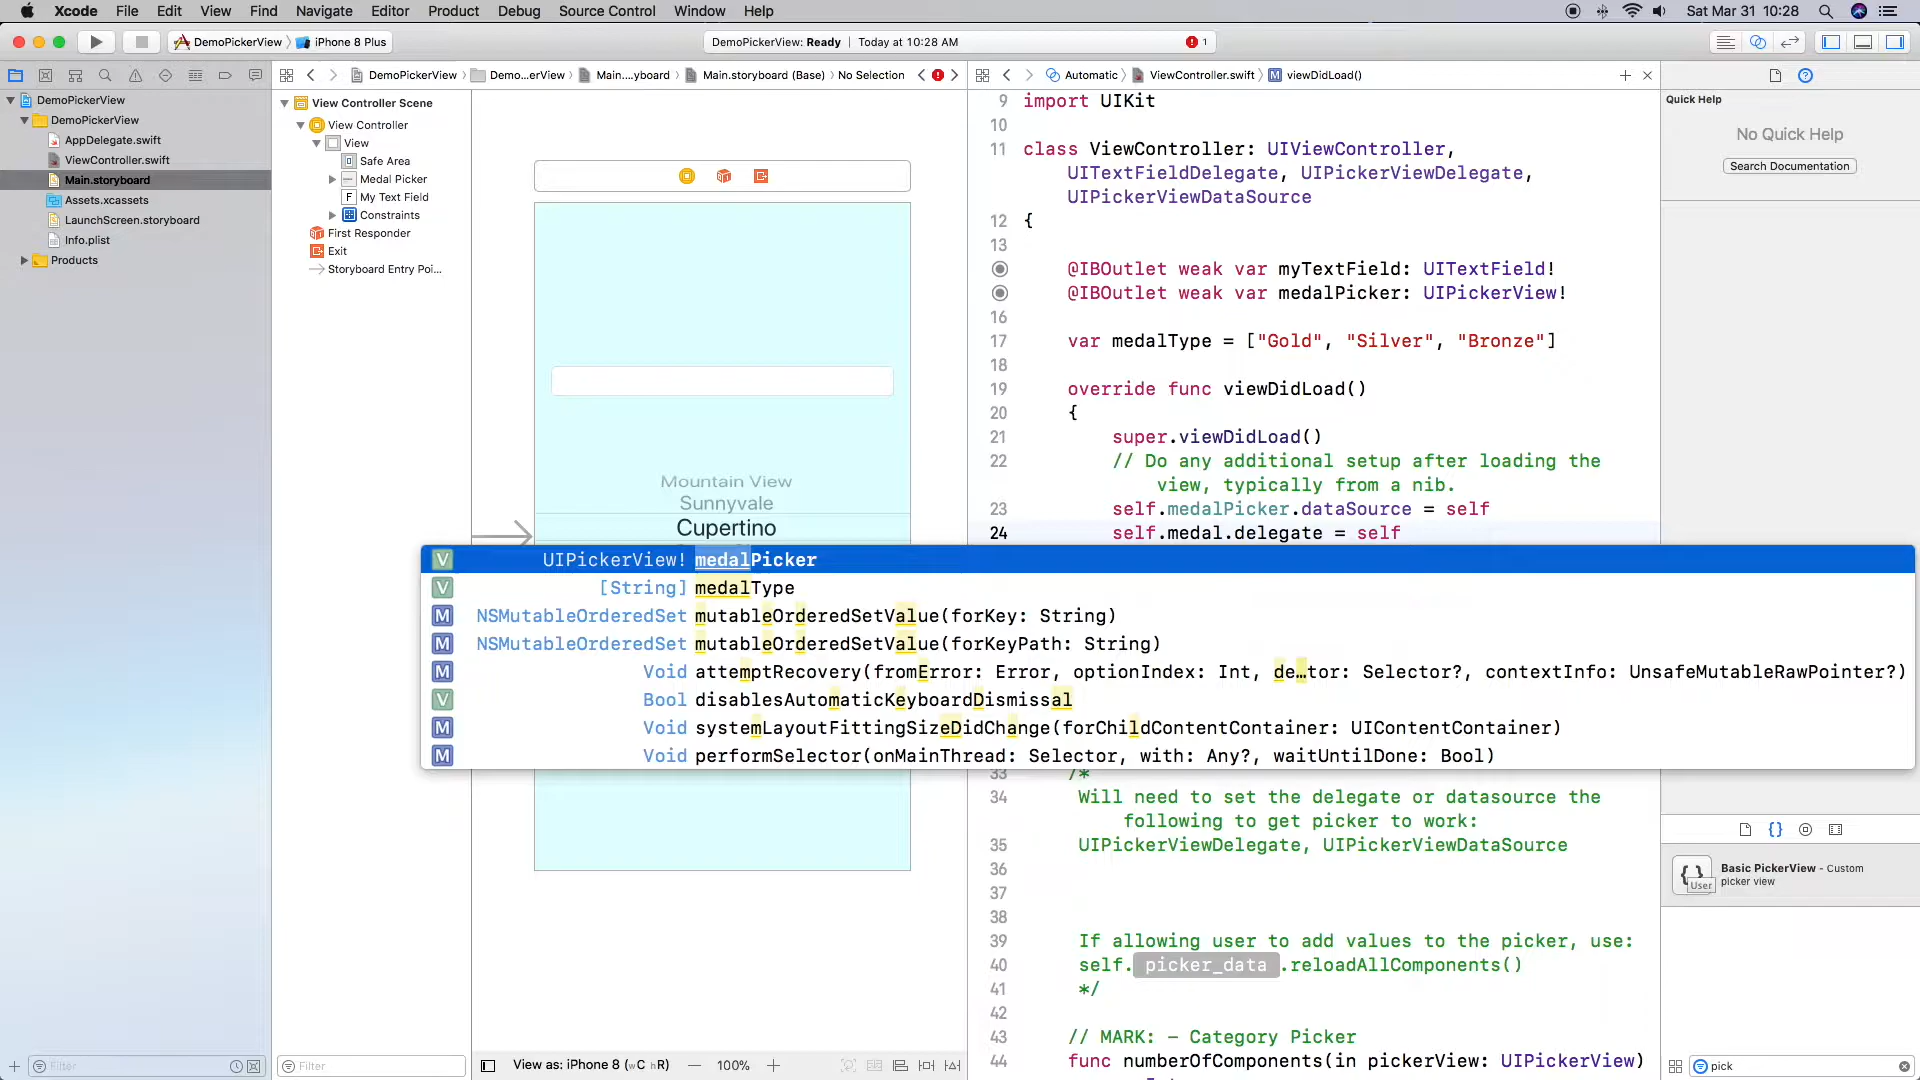 Xcode File Edit View Find Navigate Editor Product Debug Source Control Window Help
Sat Mar 31 10:28
DemoPickerView iPhone 8 Plus
DemoPickerView: Ready | Today at 10:28 AM
1
DemoPickerView Demo...erView Main....yboard Main.storyboard (Base) No Selection
Automatic ViewController.swift M viewDidLoad()
DemoPickerView
DemoPickerView
AppDelegate.swift
ViewController.swift
Main.storyboard
Assets.xcassets
LaunchScreen.storyboard
Info.plist
Products
View Controller Scene
View Controller
View
Safe Area
Medal Picker
F My Text Field
Constraints
First Responder
Exit
Storyboard Entry Poi...
Mountain View
Sunnyvale
Cupertino
9 import UIKit
10
11 class ViewController: UIViewController,
UITextFieldDelegate, UIPickerViewDelegate,
UIPickerViewDataSource
12 {
13
@IBOutlet weak var myTextField: UITextField!
@IBOutlet weak var medalPicker: UIPickerView!
16
17 var medalType = ["Gold", "Silver", "Bronze"]
18
19 override func viewDidLoad()
20 {
21 super.viewDidLoad()
22 // Do any additional setup after loading the
view, typically from a nib.
23 self.medalPicker.dataSource = self
24 self.medal.delegate = self
V UIPickerView! medalPicker
V [String] medalType
M NSMutableOrderedSet mutableOrderedSetValue(forKey: String)
M NSMutableOrderedSet mutableOrderedSetValue(forKeyPath: String)
M Void attemptRecovery(fromError: Error, optionIndex: Int, de…tor: Selector?, contextInfo: UnsafeMutableRawPointer?)
V Bool disablesAutomaticKeyboardDismissal
M Void systemLayoutFittingSizeDidChange(forChildContentContainer: UIContentContainer)
M Void performSelector(onMainThread: Selector, with: Any?, waitUntilDone: Bool)
33 /*
34 Will need to set the delegate or datasource the
following to get picker to work:
35 UIPickerViewDelegate, UIPickerViewDataSource
36
37
38
39 If allowing user to add values to the picker, use:
40 self. picker_data .reloadAllComponents()
41 */
42
43 // MARK: - Category Picker
44 func numberOfComponents(in pickerView: UIPickerView)
Quick Help
No Quick Help
Search Documentation
{}
{} User
Basic PickerView - Custom
picker view
Filter
Filter
View as: iPhone 8 (wC hR) — 100% +
pick